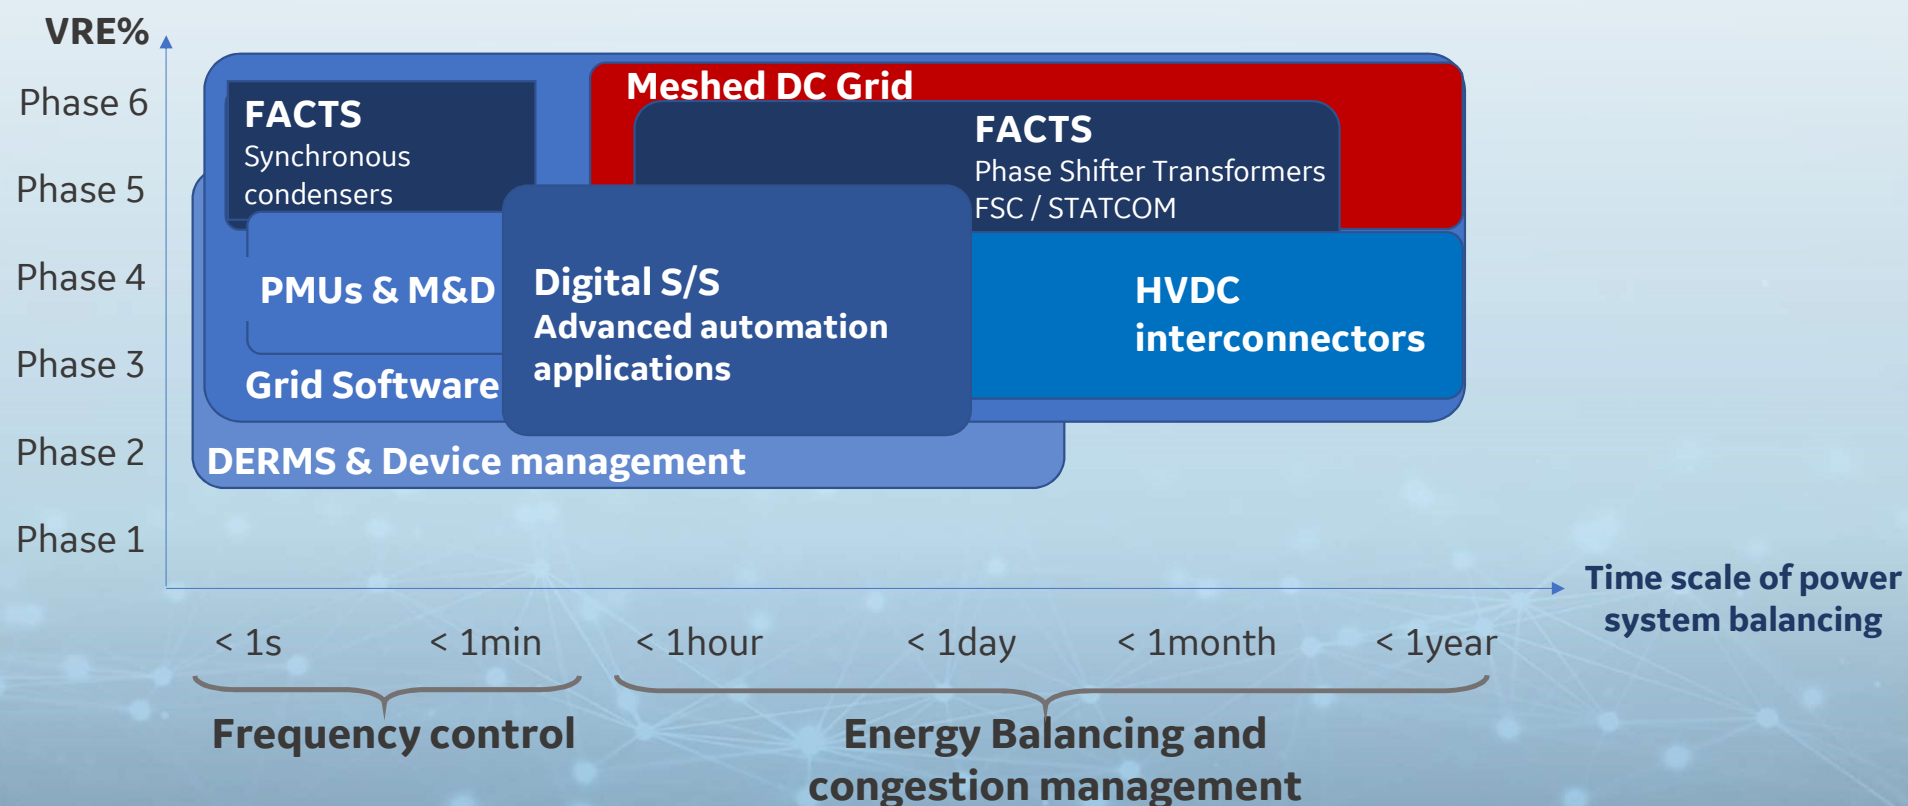 VRE%
Phase 6
Phase 5
Phase 4
Phase 3
Phase 2
Phase 1
FACTS
Synchronous
condensers
Meshed DC Grid
FACTS
Phase Shifter Transformers
FSC / STATCOM
PMUs & M&D
Digital S/S
Advanced automation
applications
HVDC
interconnectors
Grid Software
DERMS & Device management
Time scale of power
system balancing
< 1s
< 1min
< 1hour
< 1day
< 1month
< 1year
Frequency control
Energy Balancing and
congestion management